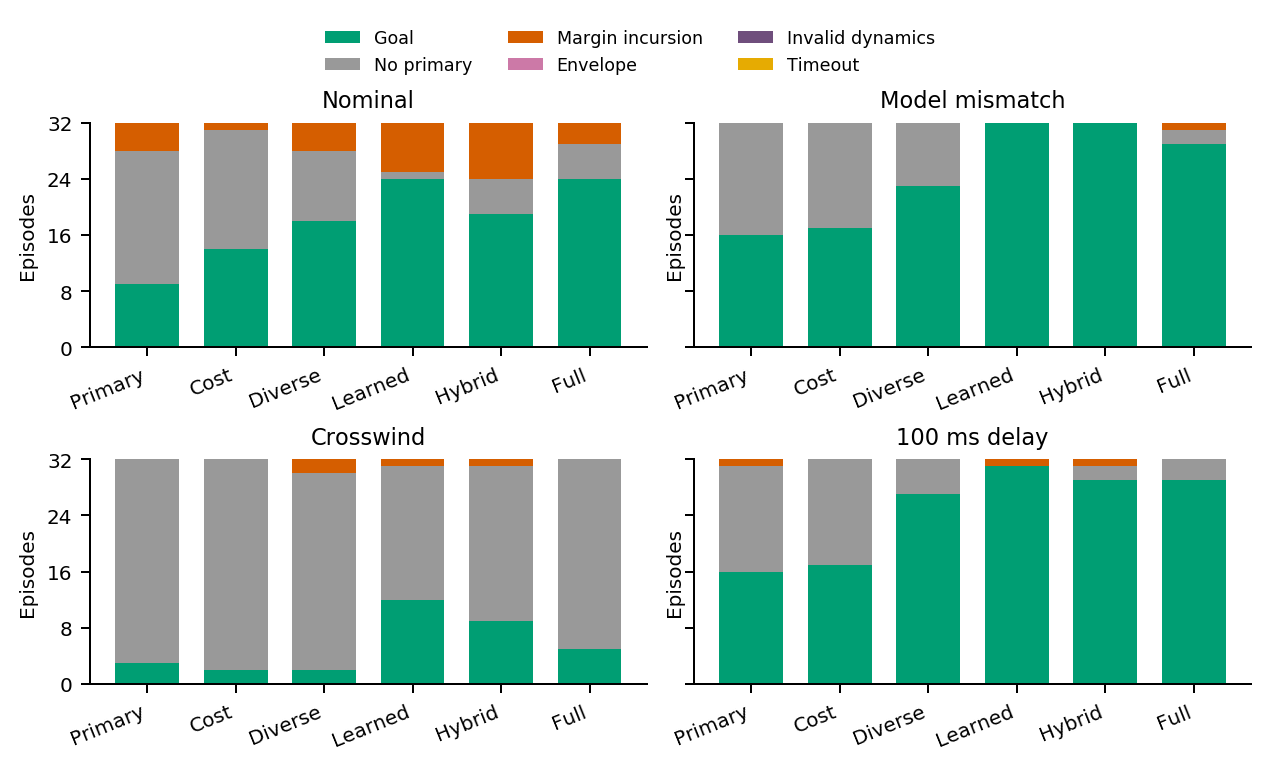 Goal Margin incursion Invalid dynamics
No primary Envelope Timeout
Nominal
Episodes
32
24
16
8
0
Primary Cost Diverse Learned Hybrid Full
Model mismatch
Episodes
Primary Cost Diverse Learned Hybrid Full
Crosswind
Episodes
32
24
16
8
0
Primary Cost Diverse Learned Hybrid Full
100 ms delay
Episodes
Primary Cost Diverse Learned Hybrid Full